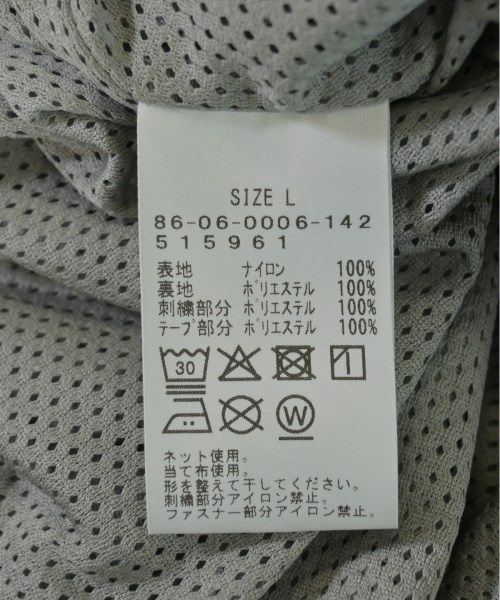 SIZE L
86-06-0006-142
515961
表地 ナイロン 100%
裏地 ポリエステル 100%
刺繍部分 ポリエステル 100%
テープ部分 ポリエステル 100%
30
W
ネット使用。
当て布使用。
形を整えて干してください。
刺繍部分アイロン禁止。
ファスナー部分アイロン禁止。